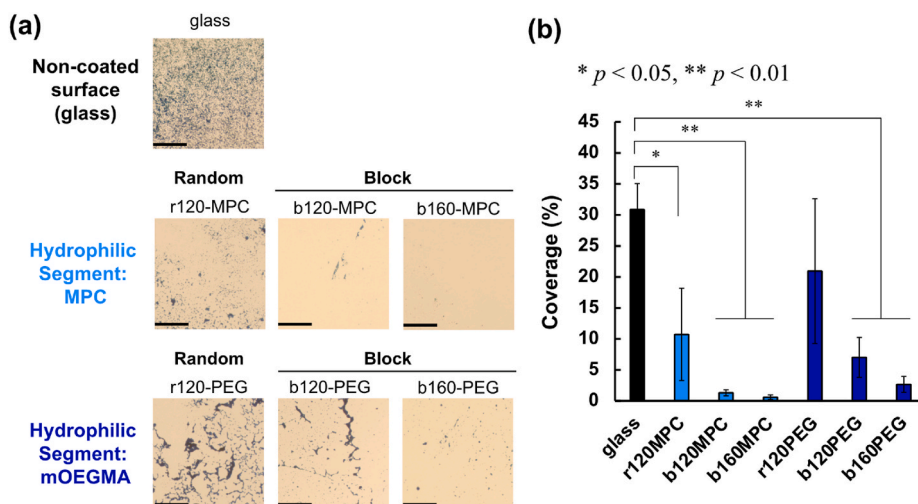 (a)
glass
Non-coated
surface
(glass)
Random
Block
r120-MPC
b120-MPC
b160-MPC
Hydrophilic
Segment:
MPC
Random
Block
r120-PEG
b120-PEG
b160-PEG
Hydrophilic
Segment:
mOEGMA
(b)
* p < 0.05, ** p < 0.01
**
**
*
Coverage (%)
45
40
35
30
25
20
15
10
5
0
glass
r120MPC
b120MPC
b160MPC
r120PEG
b120PEG
b160PEG